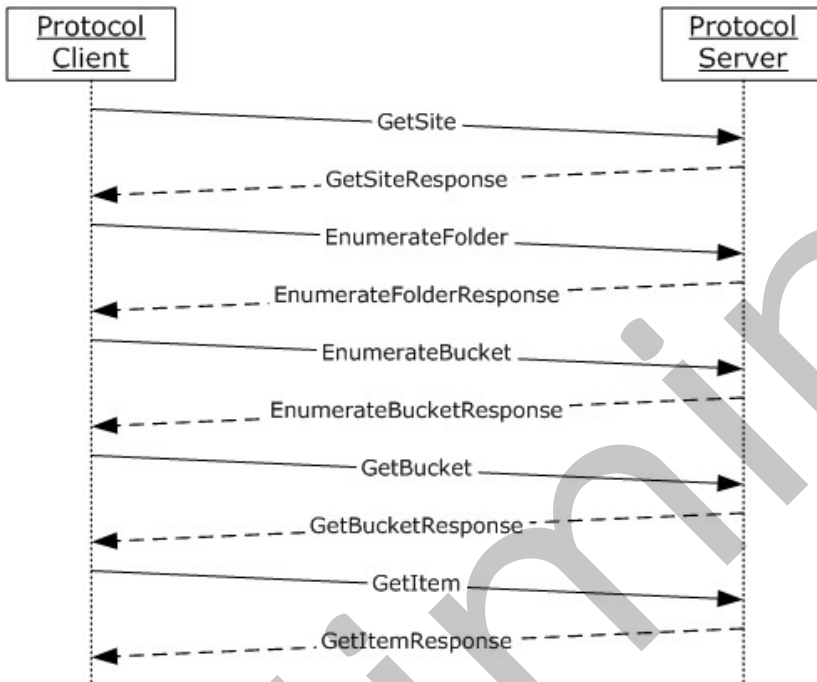 Protocol
Client
Protocol
Server
GetSite
GetSiteResponse
EnumerateFolder
EnumerateFolderResponse
EnumerateBucket
EnumerateBucketResponse
GetBucket
GetBucketResponse
GetItem
GetItemResponse